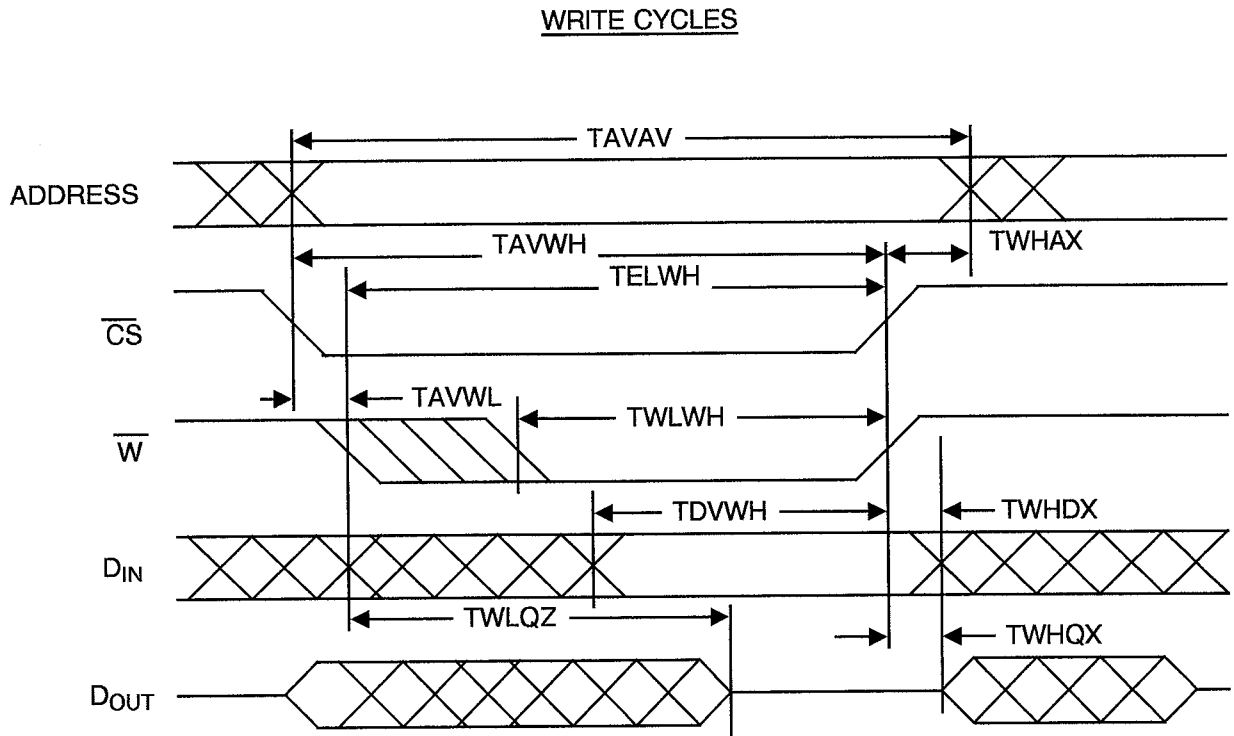 WRITE CYCLES
TAVAV
ADDRESS
TAVWH
TWHAX
TELWH
CS
TAVWL
TWLWH
W
TDVWH
TWHDX
DIN
TWLQZ
TWHQX
DOUT